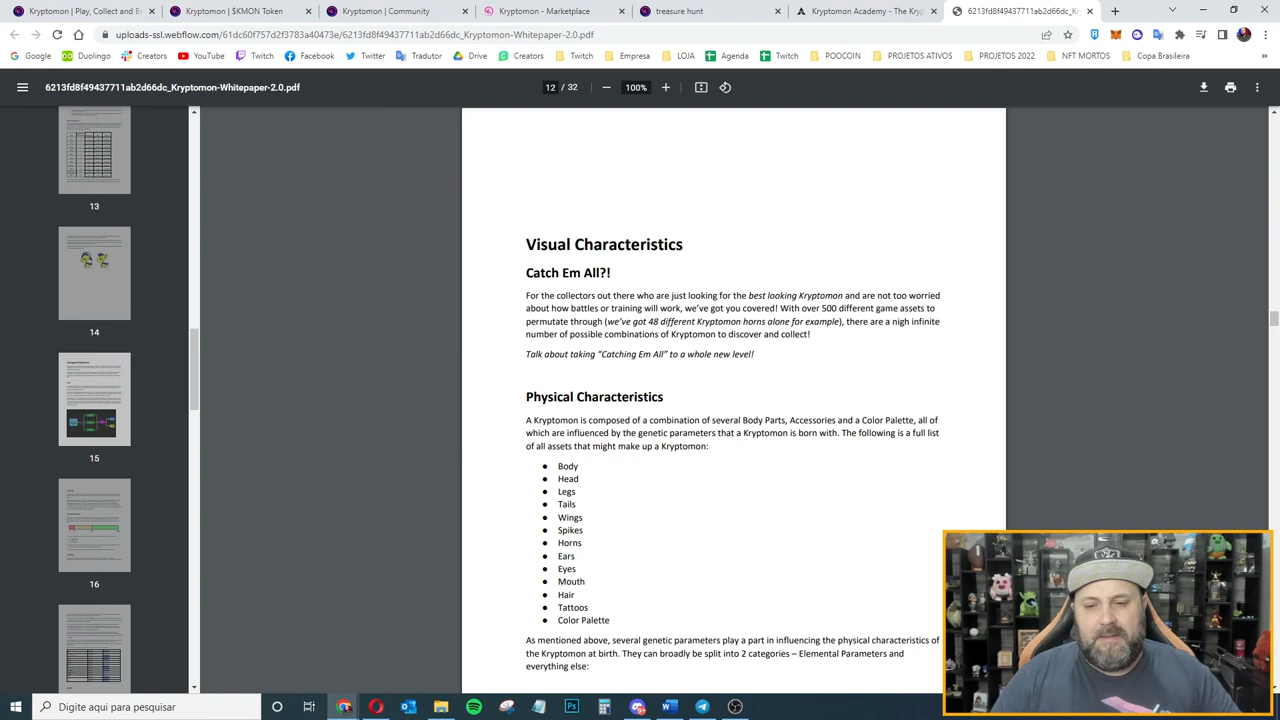 Kryptomon | Play, Collect and B
Kryptomon | $KMON Token
Kryptomon | Community
Kryptomon - Marketplace
treasure hunt
Kryptomon Academy - The Kry
6213fd8f49437711ab2d66dc_Kr
uploads-ssl.webflow.com/61dc60f757d2f3783a40473e/6213fd8f49437711ab2d66dc_Kryptomon-Whitepaper-2.0.pdf
Google Duolingo Creators YouTube Twitch Facebook Twitter Tradutor Drive Creators Twitch Empresa LOJA Agenda Twitch POOCOIN PROJETOS ATIVOS PROJETOS 2022 NFT MORTOS Copa Brasileira »
6213fd8f49437711ab2d66dc_Kryptomon-Whitepaper-2.0.pdf 12 / 32 — 100% +
13
14
15
16
Visual Characteristics
Catch Em All?!
For the collectors out there who are just looking for the best looking Kryptomon and are not too worried
about how battles or training will work, we've got you covered! With over 500 different game assets to
permutate through (we've got 48 different Kryptomon horns alone for example), there are a nigh infinite
number of possible combinations of Kryptomon to discover and collect!
Talk about taking “Catching Em All” to a whole new level!
Physical Characteristics
A Kryptomon is composed of a combination of several Body Parts, Accessories and a Color Palette, all of
which are influenced by the genetic parameters that a Kryptomon is born with. The following is a full list
of all assets that might make up a Kryptomon:
● Body
● Head
● Legs
● Tails
● Wings
● Spikes
● Horns
● Ears
● Eyes
● Mouth
● Hair
● Tattoos
● Color Palette
As mentioned above, several genetic parameters play a part in influencing the physical characteristics of
the Kryptomon at birth. They can broadly be split into 2 categories – Elemental Parameters and
everything else:
Digite aqui para pesquisar